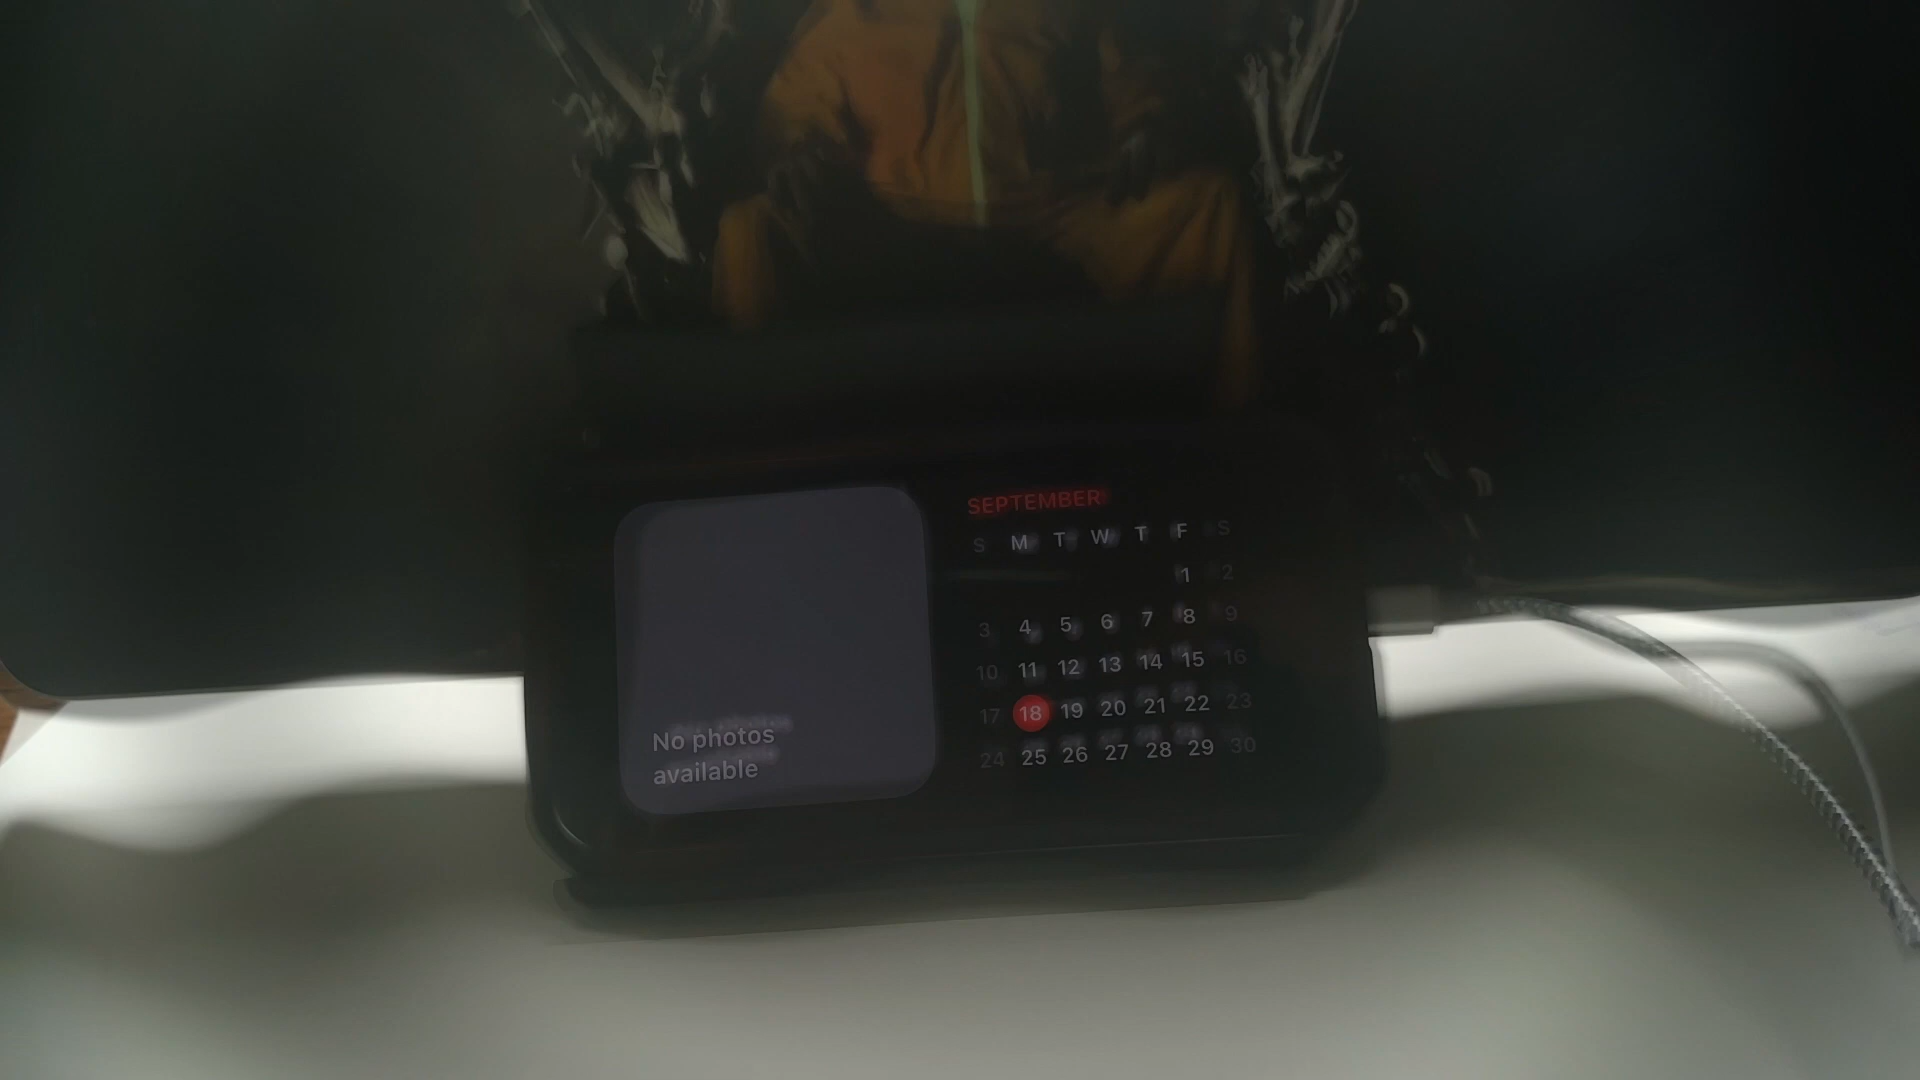 SEPTEMBER
S M T W T F S
1 2
3 4 5 6 7 8 9
10 11 12 13 14 15 16
17 18 19 20 21 22 23
24 25 26 27 28 29 30
No photos
available